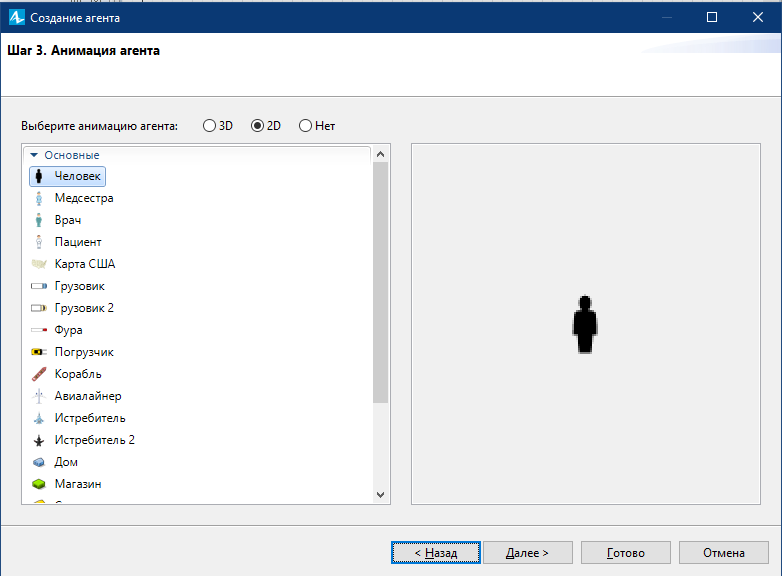 Создание агента
Шаг 3. Анимация агента
Выберите анимацию агента: 3D 2D Нет
Основные
Человек
Медсестра
Врач
Пациент
Карта США
Грузовик
Грузовик 2
Фура
Погрузчик
Корабль
Авиалайнер
Истребитель
Истребитель 2
Дом
Магазин
< Назад Далее > Готово Отмена